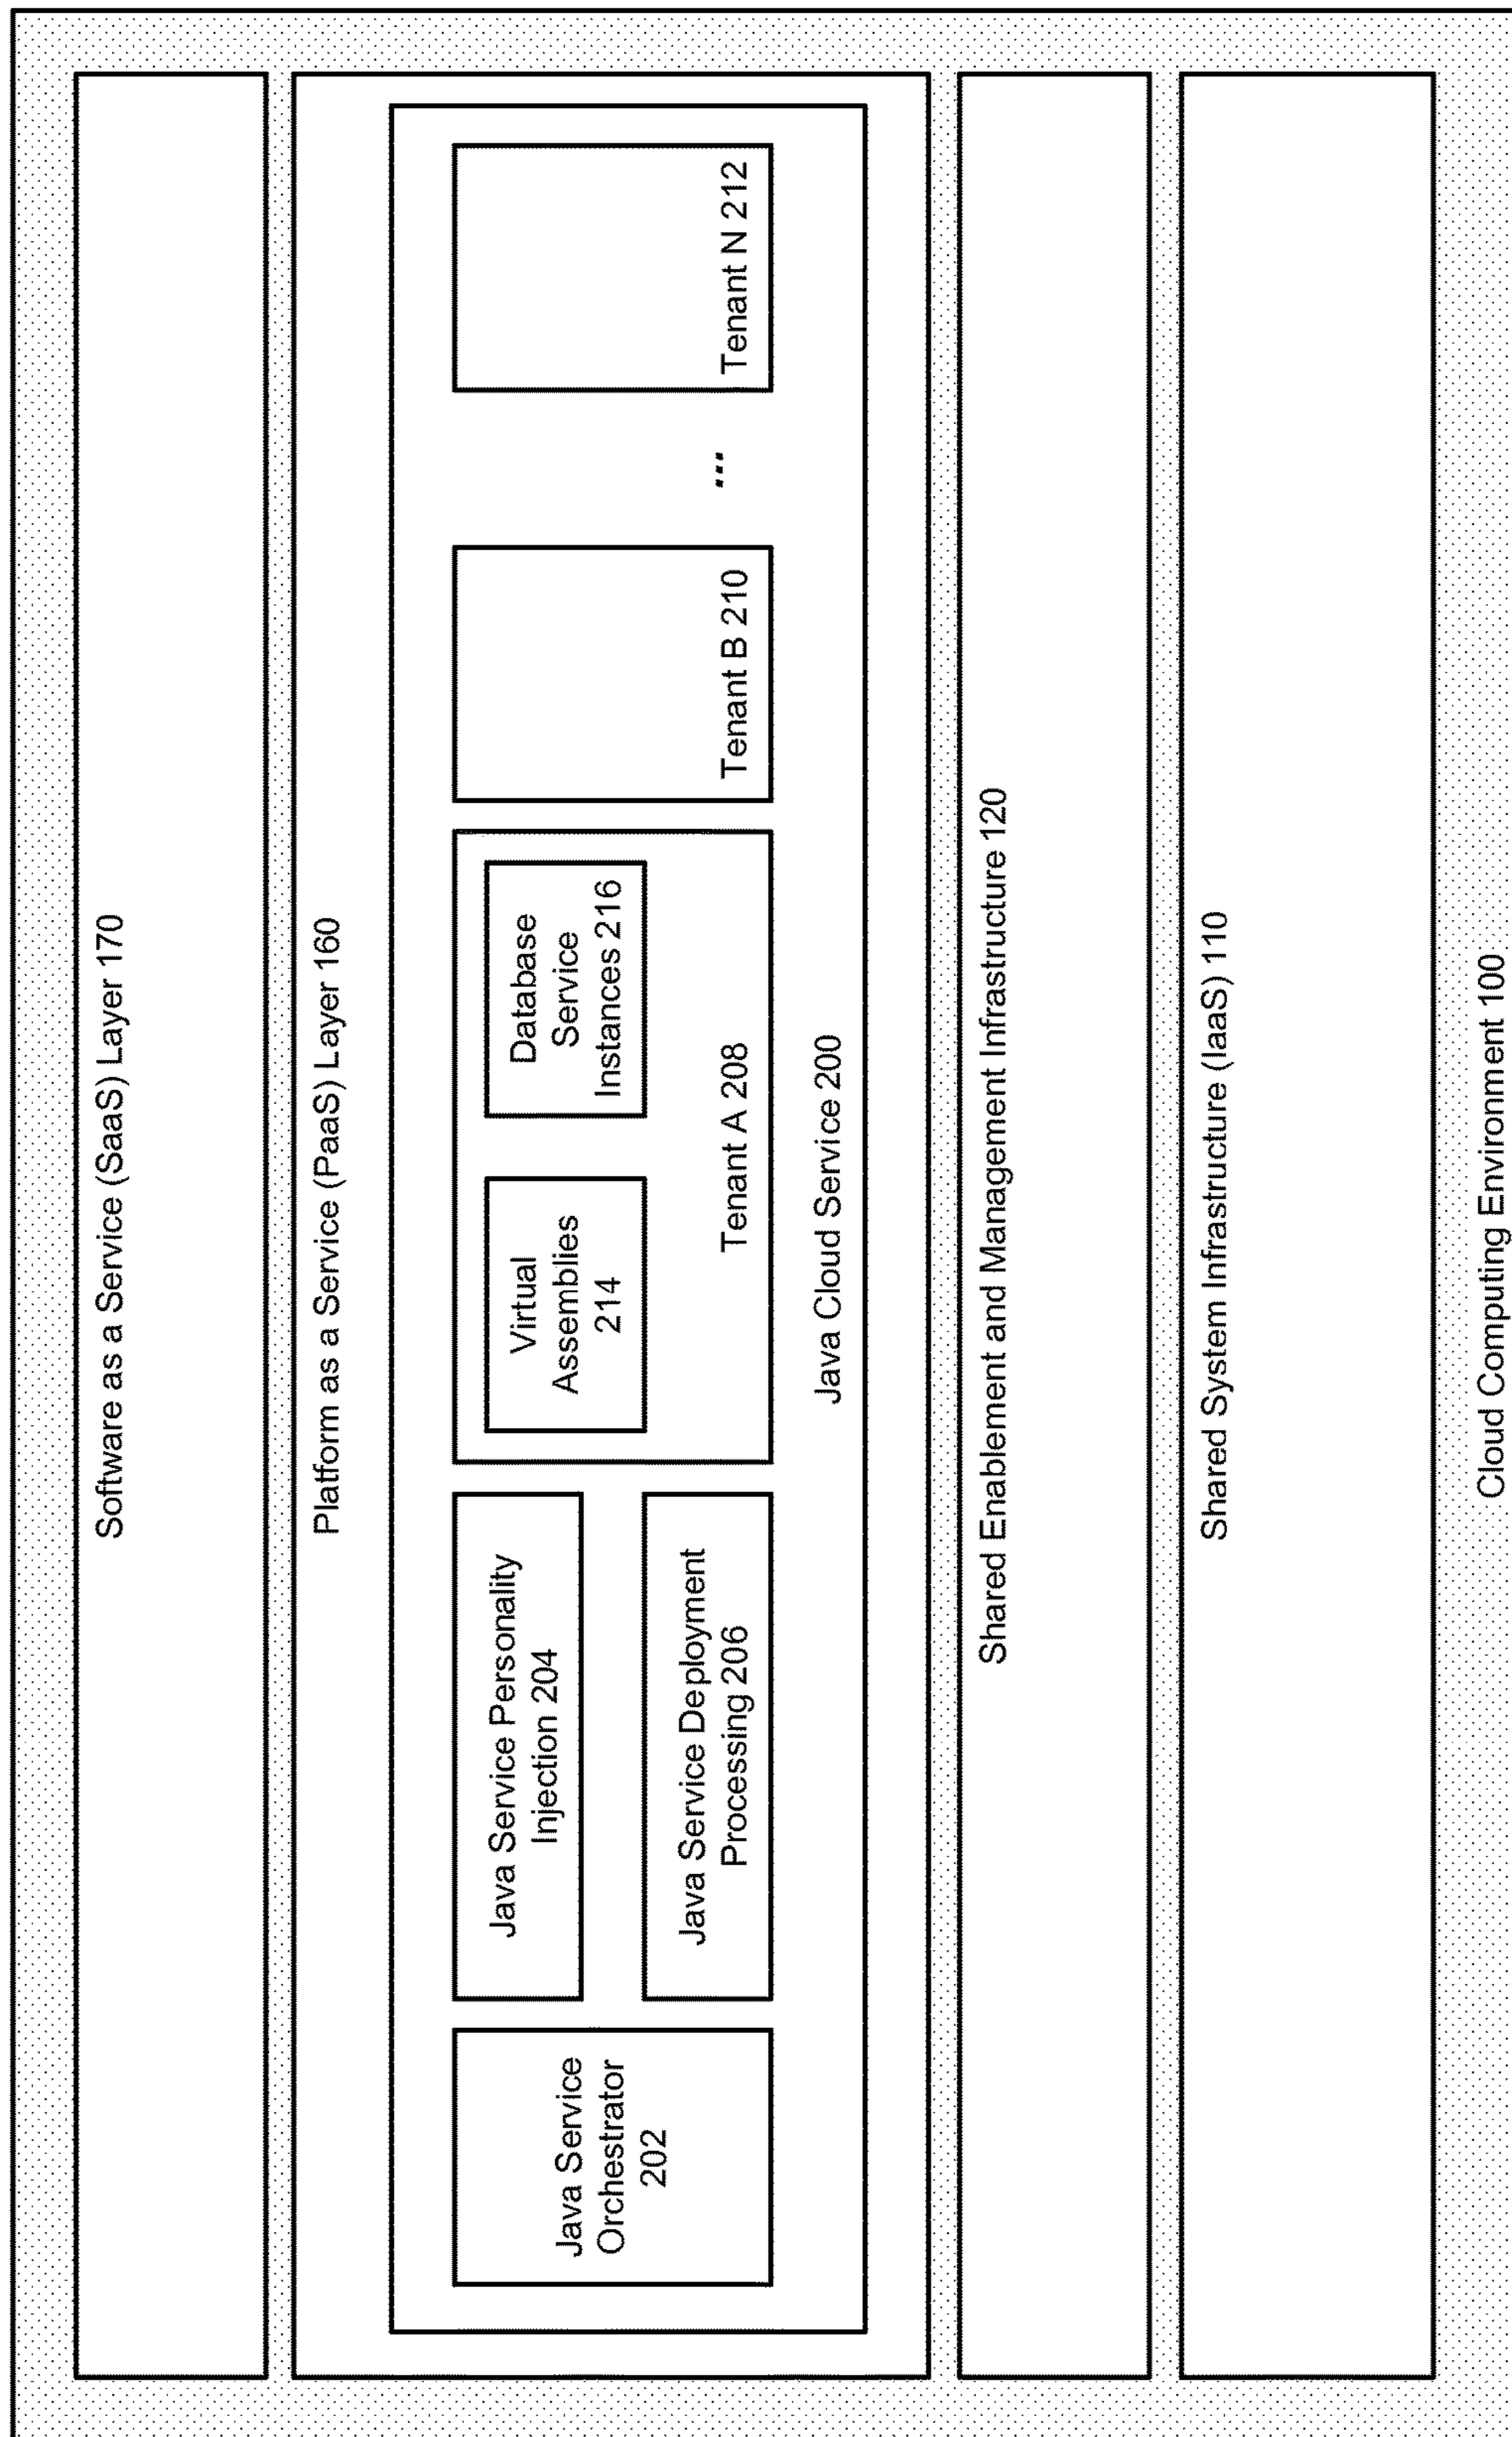 Software as a Service (SaaS) Layer 170
Platform as a Service (PaaS) Layer 160
Java Service
Orchestrator
202
Java Service Personality
Injection 204
Java Service Deployment
Processing 206
Virtual
Assemblies
214
Database
Service
Instances 216
Tenant A 208
Tenant B 210
...
Tenant N 212
Java Cloud Service 200
Shared Enablement and Management Infrastructure 120
Shared System Infrastructure (IaaS) 110
Cloud Computing Environment 100